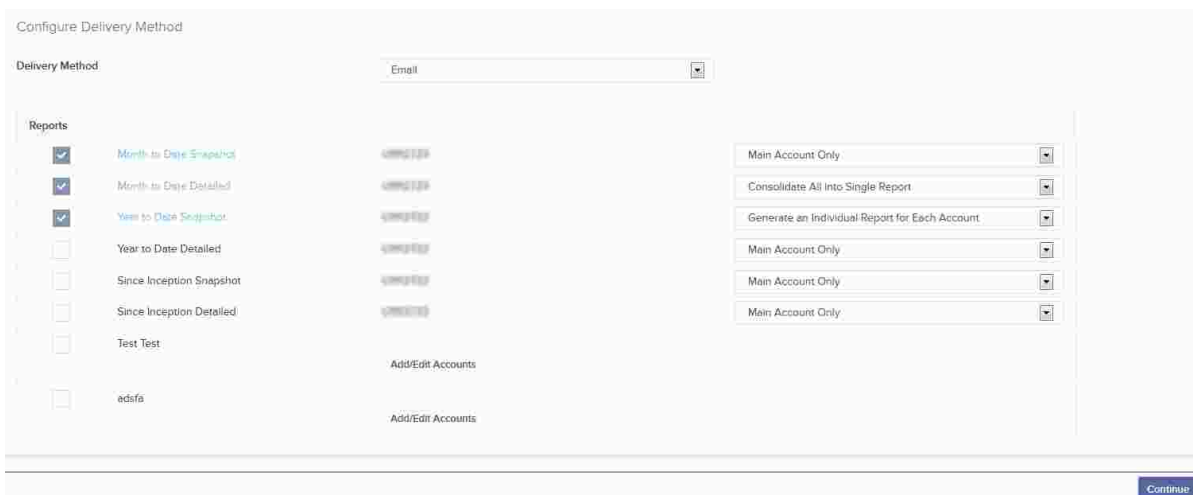 Configure Delivery Method
Delivery Method Email
Reports
Month to Date Snapshot Main Account Only
Month to Date Detailed Consolidate All Into Single Report
Year to Date Snapshot Generate an Individual Report for Each Account
Year to Date Detailed Main Account Only
Since Inception Snapshot Main Account Only
Since Inception Detailed Main Account Only
Test Test
Add/Edit Accounts
adsfa
Add/Edit Accounts
Continue